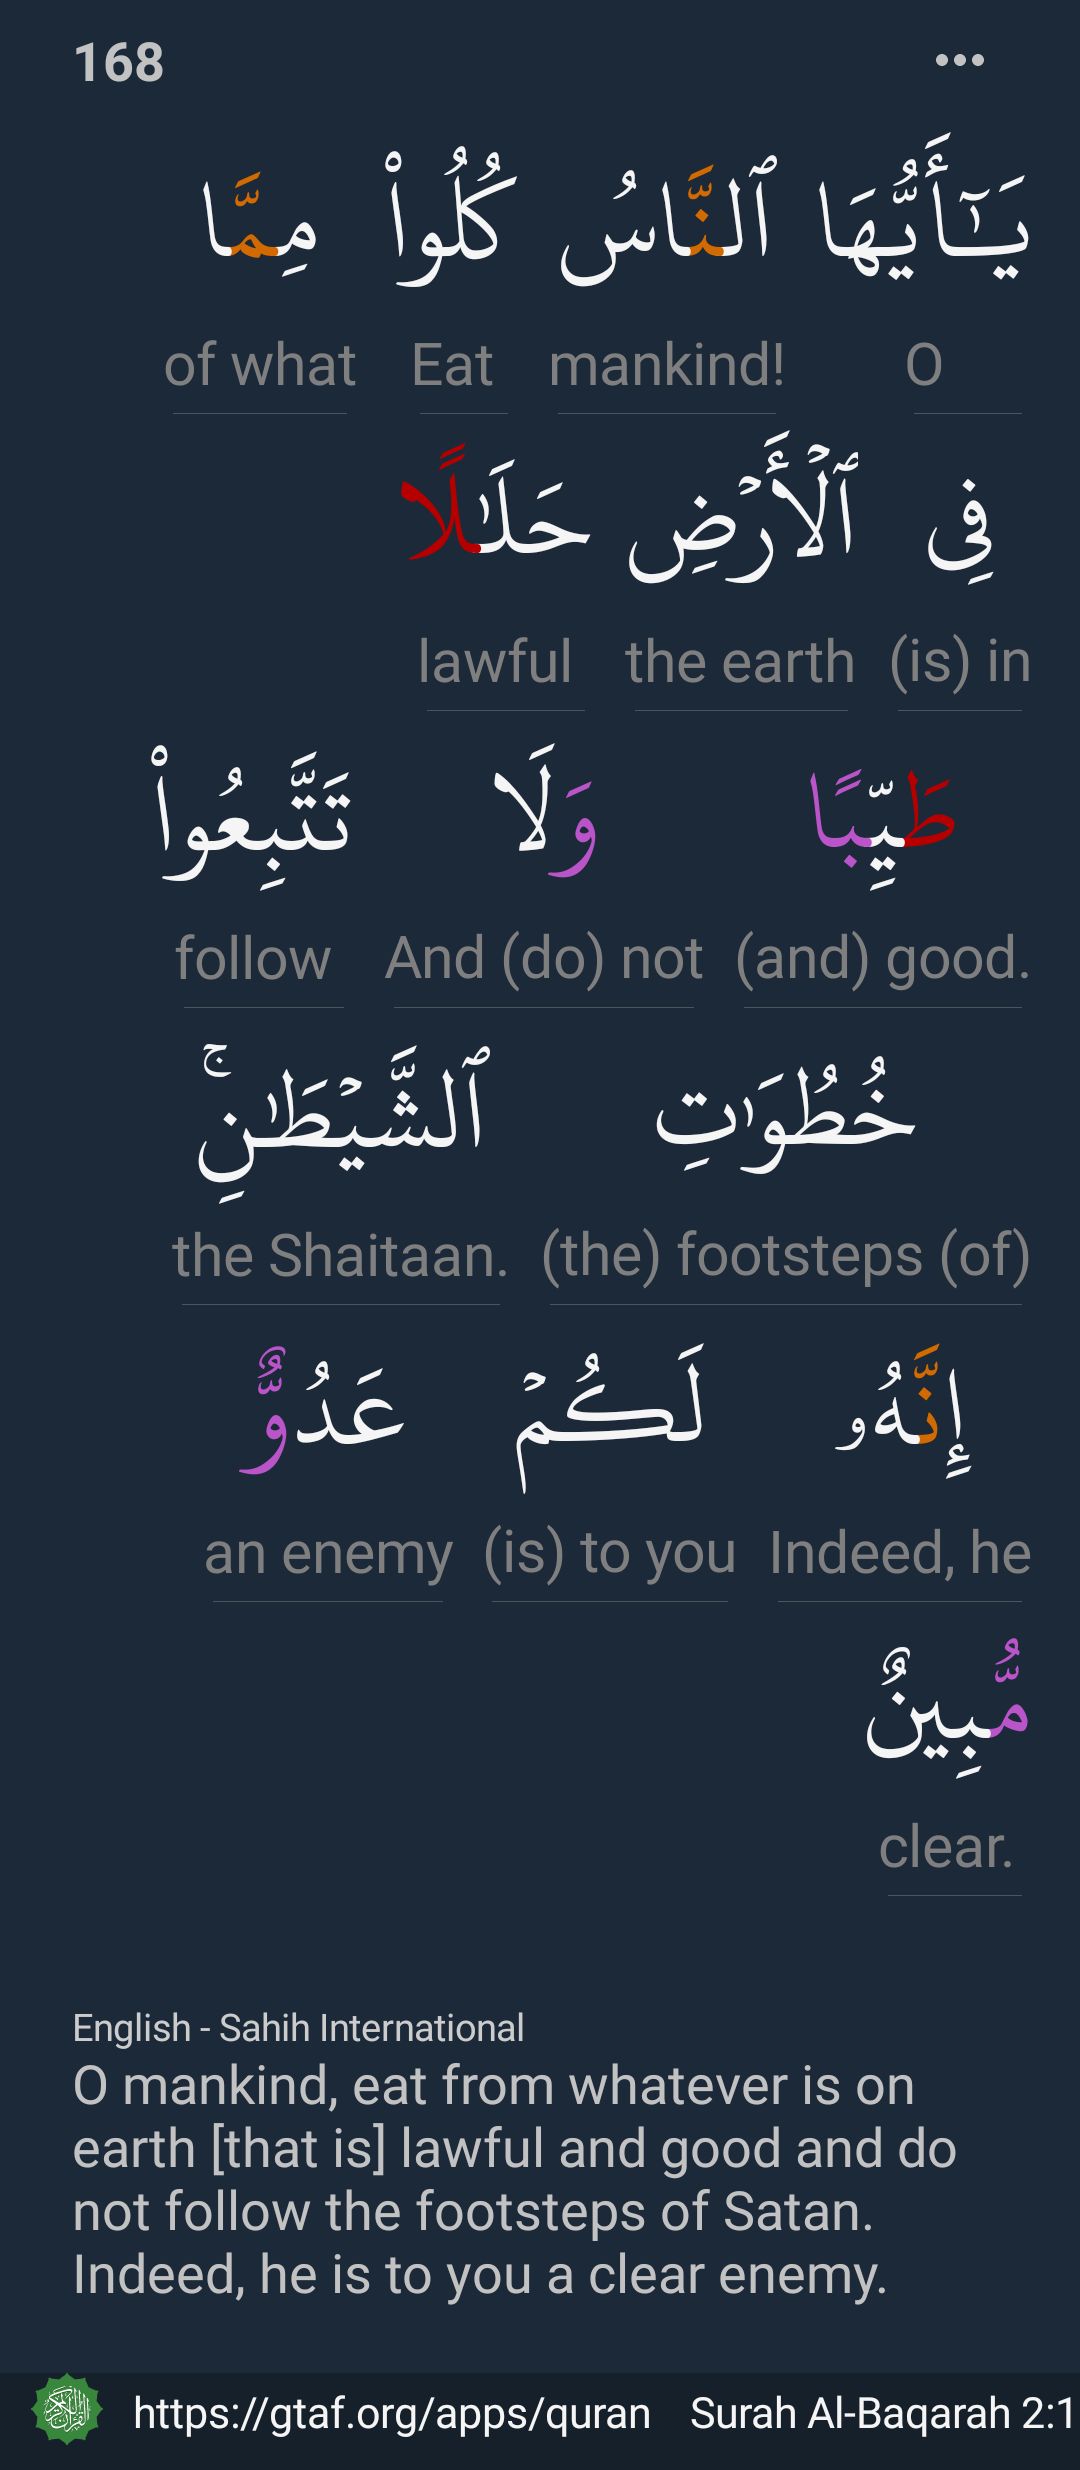 168
يَـٰٓأَيُّهَا ٱلنَّاسُ كُلُوا۟ مِمَّا
O mankind! Eat of what
فِى ٱلْأَرْضِ حَلَـٰلًا
(is) in the earth lawful
طَيِّبًا وَلَا تَتَّبِعُوا۟
(and) good. And (do) not follow
خُطُوَٰتِ ٱلشَّيْطَـٰنِ ۚ
(the) footsteps (of) the Shaitaan.
إِنَّهُۥ لَكُمْ عَدُوٌّ
Indeed, he (is) to you an enemy
مُّبِينٌ
clear.
English - Sahih International
O mankind, eat from whatever is on
earth [that is] lawful and good and do
not follow the footsteps of Satan.
Indeed, he is to you a clear enemy.
https://gtaf.org/apps/quran Surah Al-Baqarah 2:1